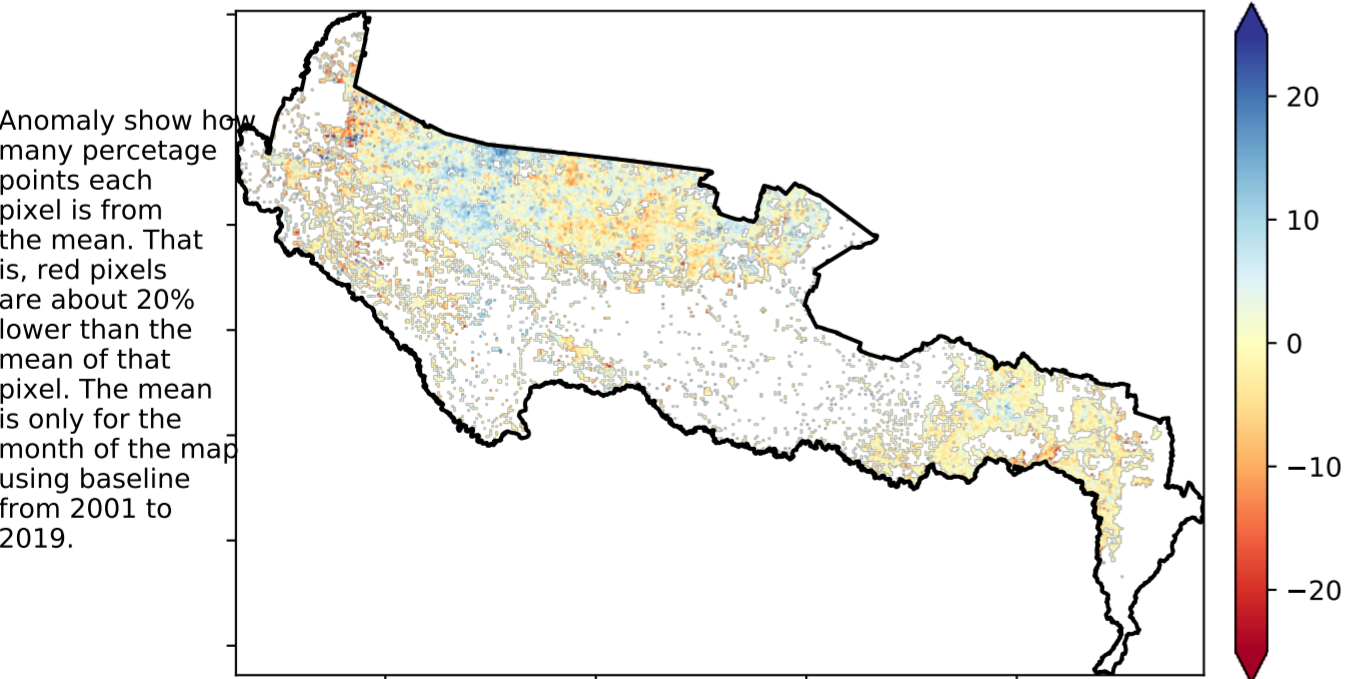 Anomaly show how
many percetage
points each
pixel is from
the mean. That
is, red pixels
are about 20%
lower than the
mean of that
pixel. The mean
is only for the
month of the map
using baseline
from 2001 to
2019.
20
10
0
−10
−20